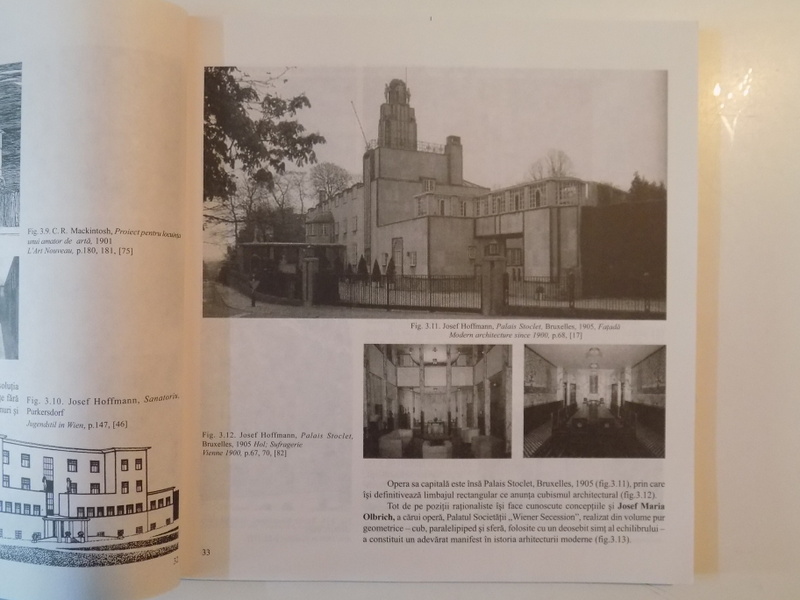 Fig. 3.9. C. R. Mackintosh, Proiect pentru locuința
unui amator de artă, 1901
L'Art Nouveau, p.180, 181, [75]
Fig. 3.10. Josef Hoffmann, Sanatoriu,
Purkersdorf
Jugendstil in Wien, p.147, [46]
32
Fig. 3.11. Josef Hoffmann, Palais Stoclet, Bruxelles, 1905, Fațadă
Modern architecture since 1900, p.68, [17]
Fig. 3.12. Josef Hoffmann, Palais Stoclet,
Bruxelles, 1905 Hol; Sufragerie
Vienne 1900, p.67, 70, [82]
Opera sa capitală este însă Palais Stoclet, Bruxelles, 1905 (fig.3.11), prin care
își definitivează limbajul rectangular ce anunța cubismul architectural (fig.3.12).
Tot de pe poziții raționaliste își face cunoscute concepțiile și Josef Maria
Olbrich, a cărui operă, Palatul Societății „Wiener Secession”, realizat din volume pur
geometrice – cub, paralelipiped și sferă, folosite cu un deosebit simț al echilibrului –
a constituit un adevărat manifest în istoria arhitecturii moderne (fig.3.13).
33